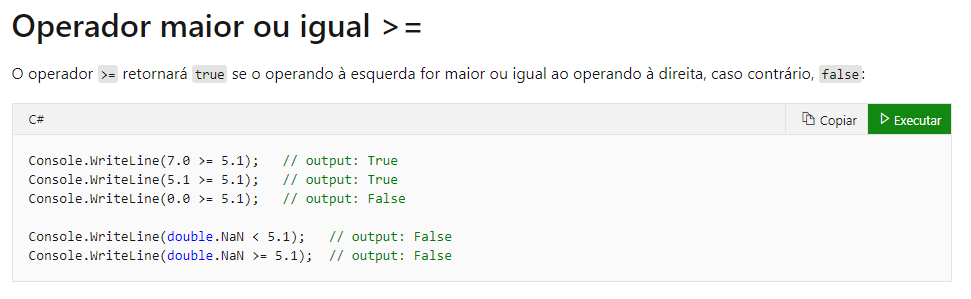 Operador maior ou igual >=
O operador >= retornará true se o operando à esquerda for maior ou igual ao operando à direita, caso contrário, false:
C#
Copiar
Executar
Console.WriteLine(7.0 >= 5.1);   // output: True
Console.WriteLine(5.1 >= 5.1);   // output: True
Console.WriteLine(0.0 >= 5.1);   // output: False
Console.WriteLine(double.NaN < 5.1);   // output: False
Console.WriteLine(double.NaN >= 5.1);  // output: False